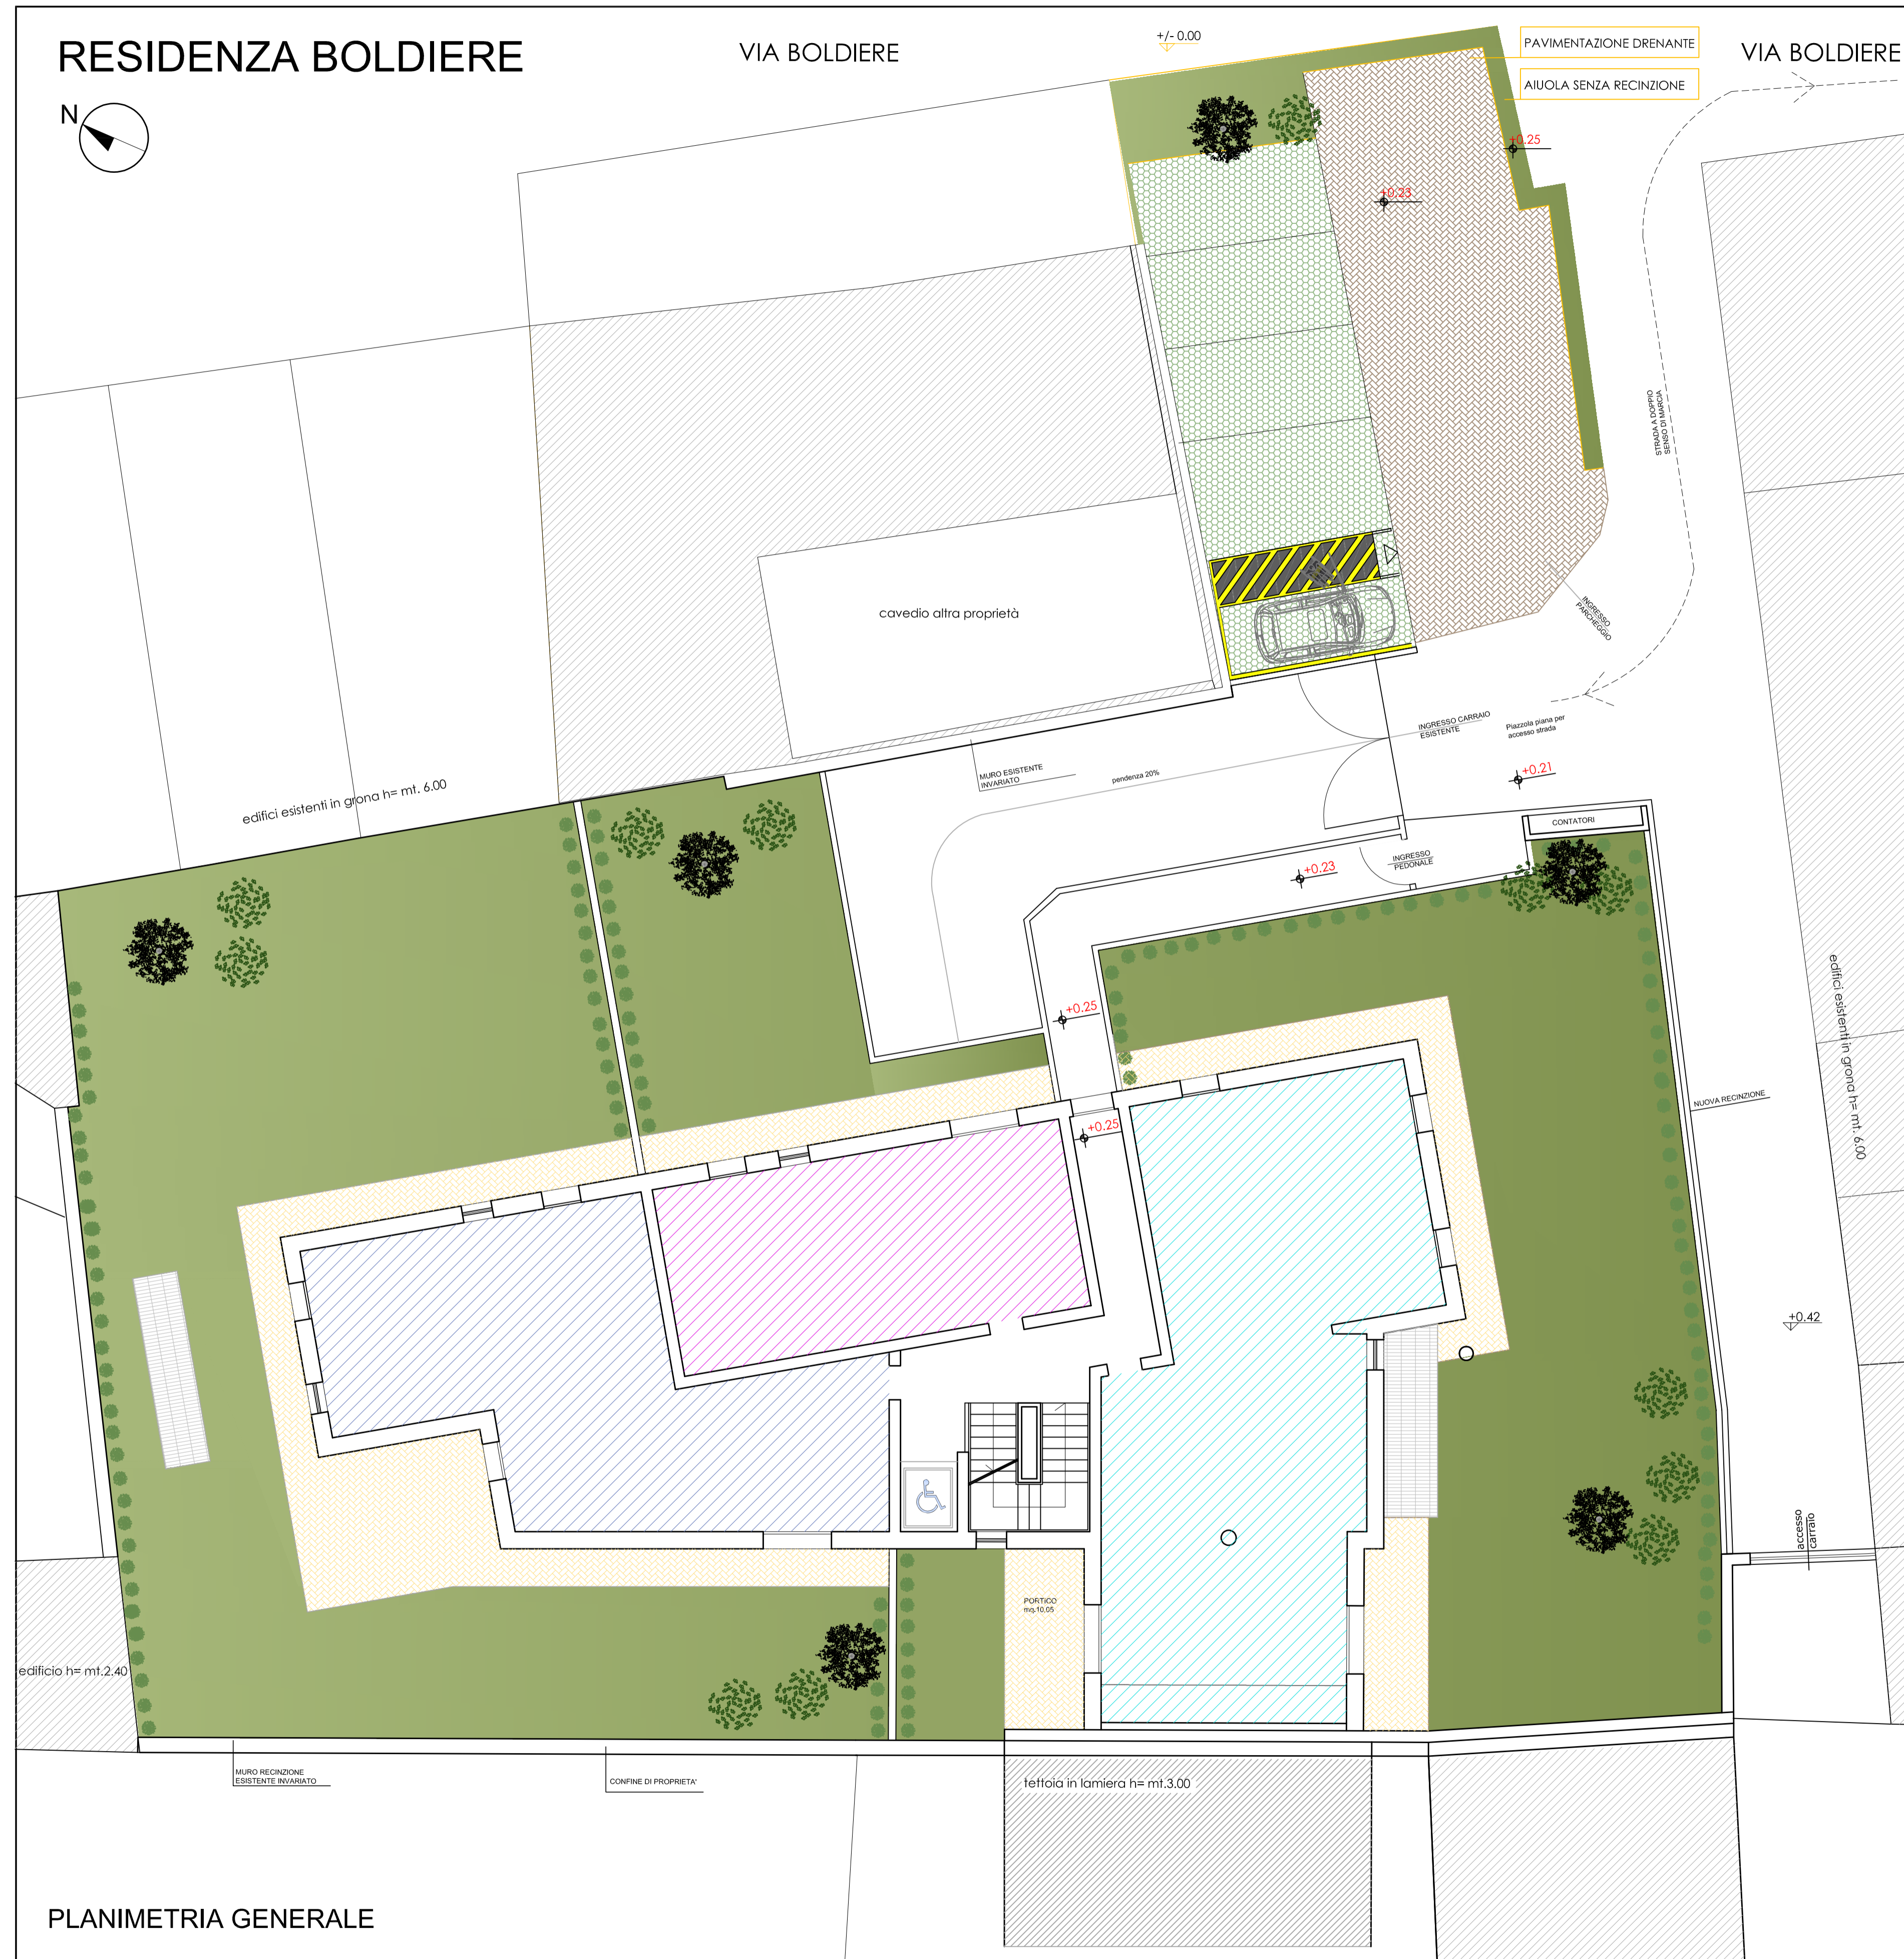 RESIDENZA BOLDIERE
VIA BOLDIERE
+/- 0.00
PAVIMENTAZIONE DRENANTE
VIA BOLDIERE
AIUOLA SENZA RECINZIONE
N
+0.25
+0.23
STRADA A DOPPIO
SENSO DI MARCIA
cavedio altra proprietà
INGRESSO
PARCHEGGIO
INGRESSO CARRAIO
ESISTENTE
Piazzola piana per
accesso strada
MURO ESISTENTE
INVARIATO
pendenza 20%
+0.21
edifici esistenti in grona h= mt. 6.00
CONTATORI
INGRESSO
PEDONALE
+0.23
edifici esistenti in grona h= mt. 6.00
+0.25
NUOVA RECINZIONE
+0.25
+0.42
accesso
carraio
PORTICO
mq.10.05
edificio h= mt.2.40
MURO RECINZIONE
ESISTENTE INVARIATO
CONFINE DI PROPRIETA'
tettoia in lamiera h= mt.3.00
PLANIMETRIA GENERALE